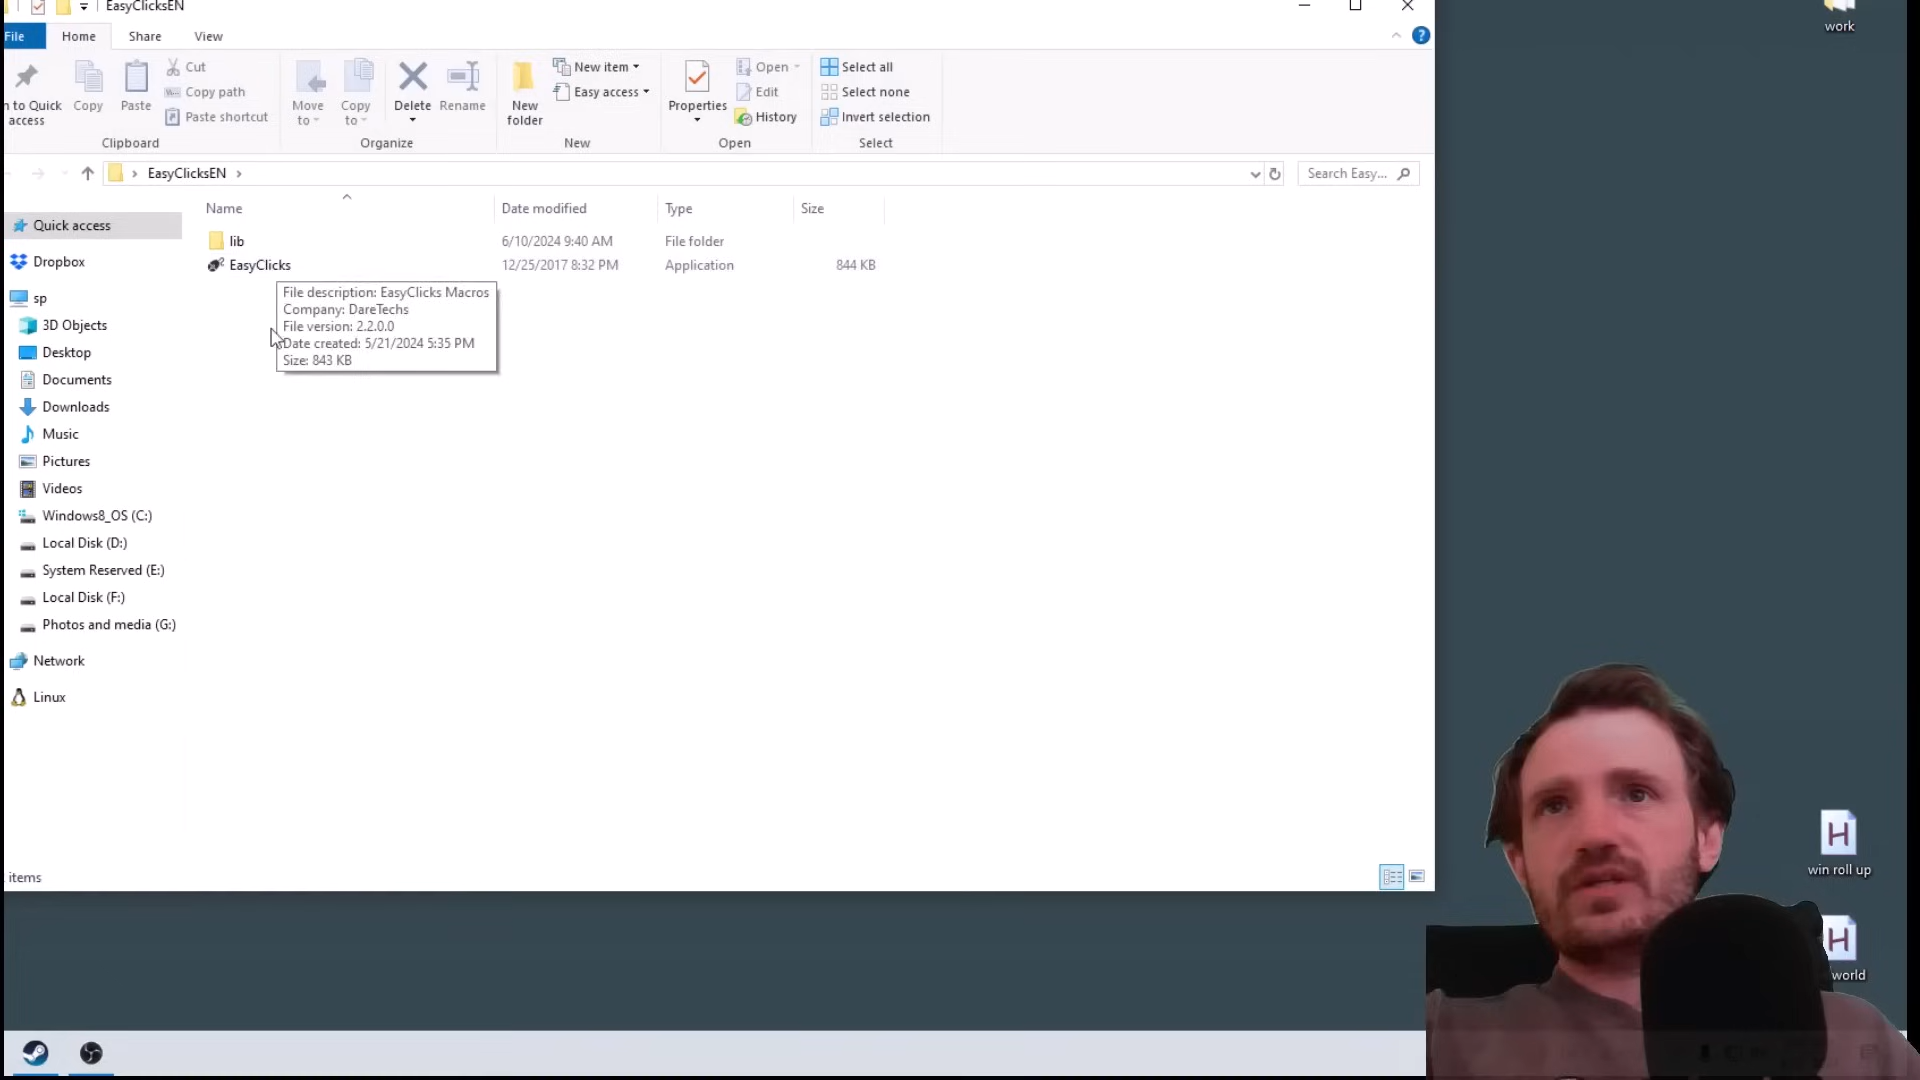 EasyClicksEN
work
File
Home
Share
View
n to Quick
access
Copy
Paste
Cut
Copy path
Paste shortcut
Clipboard
Move
to
Copy
to
Delete
Rename
Organize
New
folder
New item
Easy access
New
Properties
Open
Edit
History
Open
Select all
Select none
Invert selection
Select
EasyClicksEN
Search Easy...
Name
Date modified
Type
Size
lib
6/10/2024 9:40 AM
File folder
EasyClicks
12/25/2017 8:32 PM
Application
844 KB
File description: EasyClicks Macros
Company: DareTechs
File version: 2.2.0.0
Date created: 5/21/2024 5:35 PM
Size: 843 KB
Quick access
Dropbox
sp
3D Objects
Desktop
Documents
Downloads
Music
Pictures
Videos
Windows8_OS (C:)
Local Disk (D:)
System Reserved (E:)
Local Disk (F:)
Photos and media (G:)
Network
Linux
items
H
win roll up
H
world